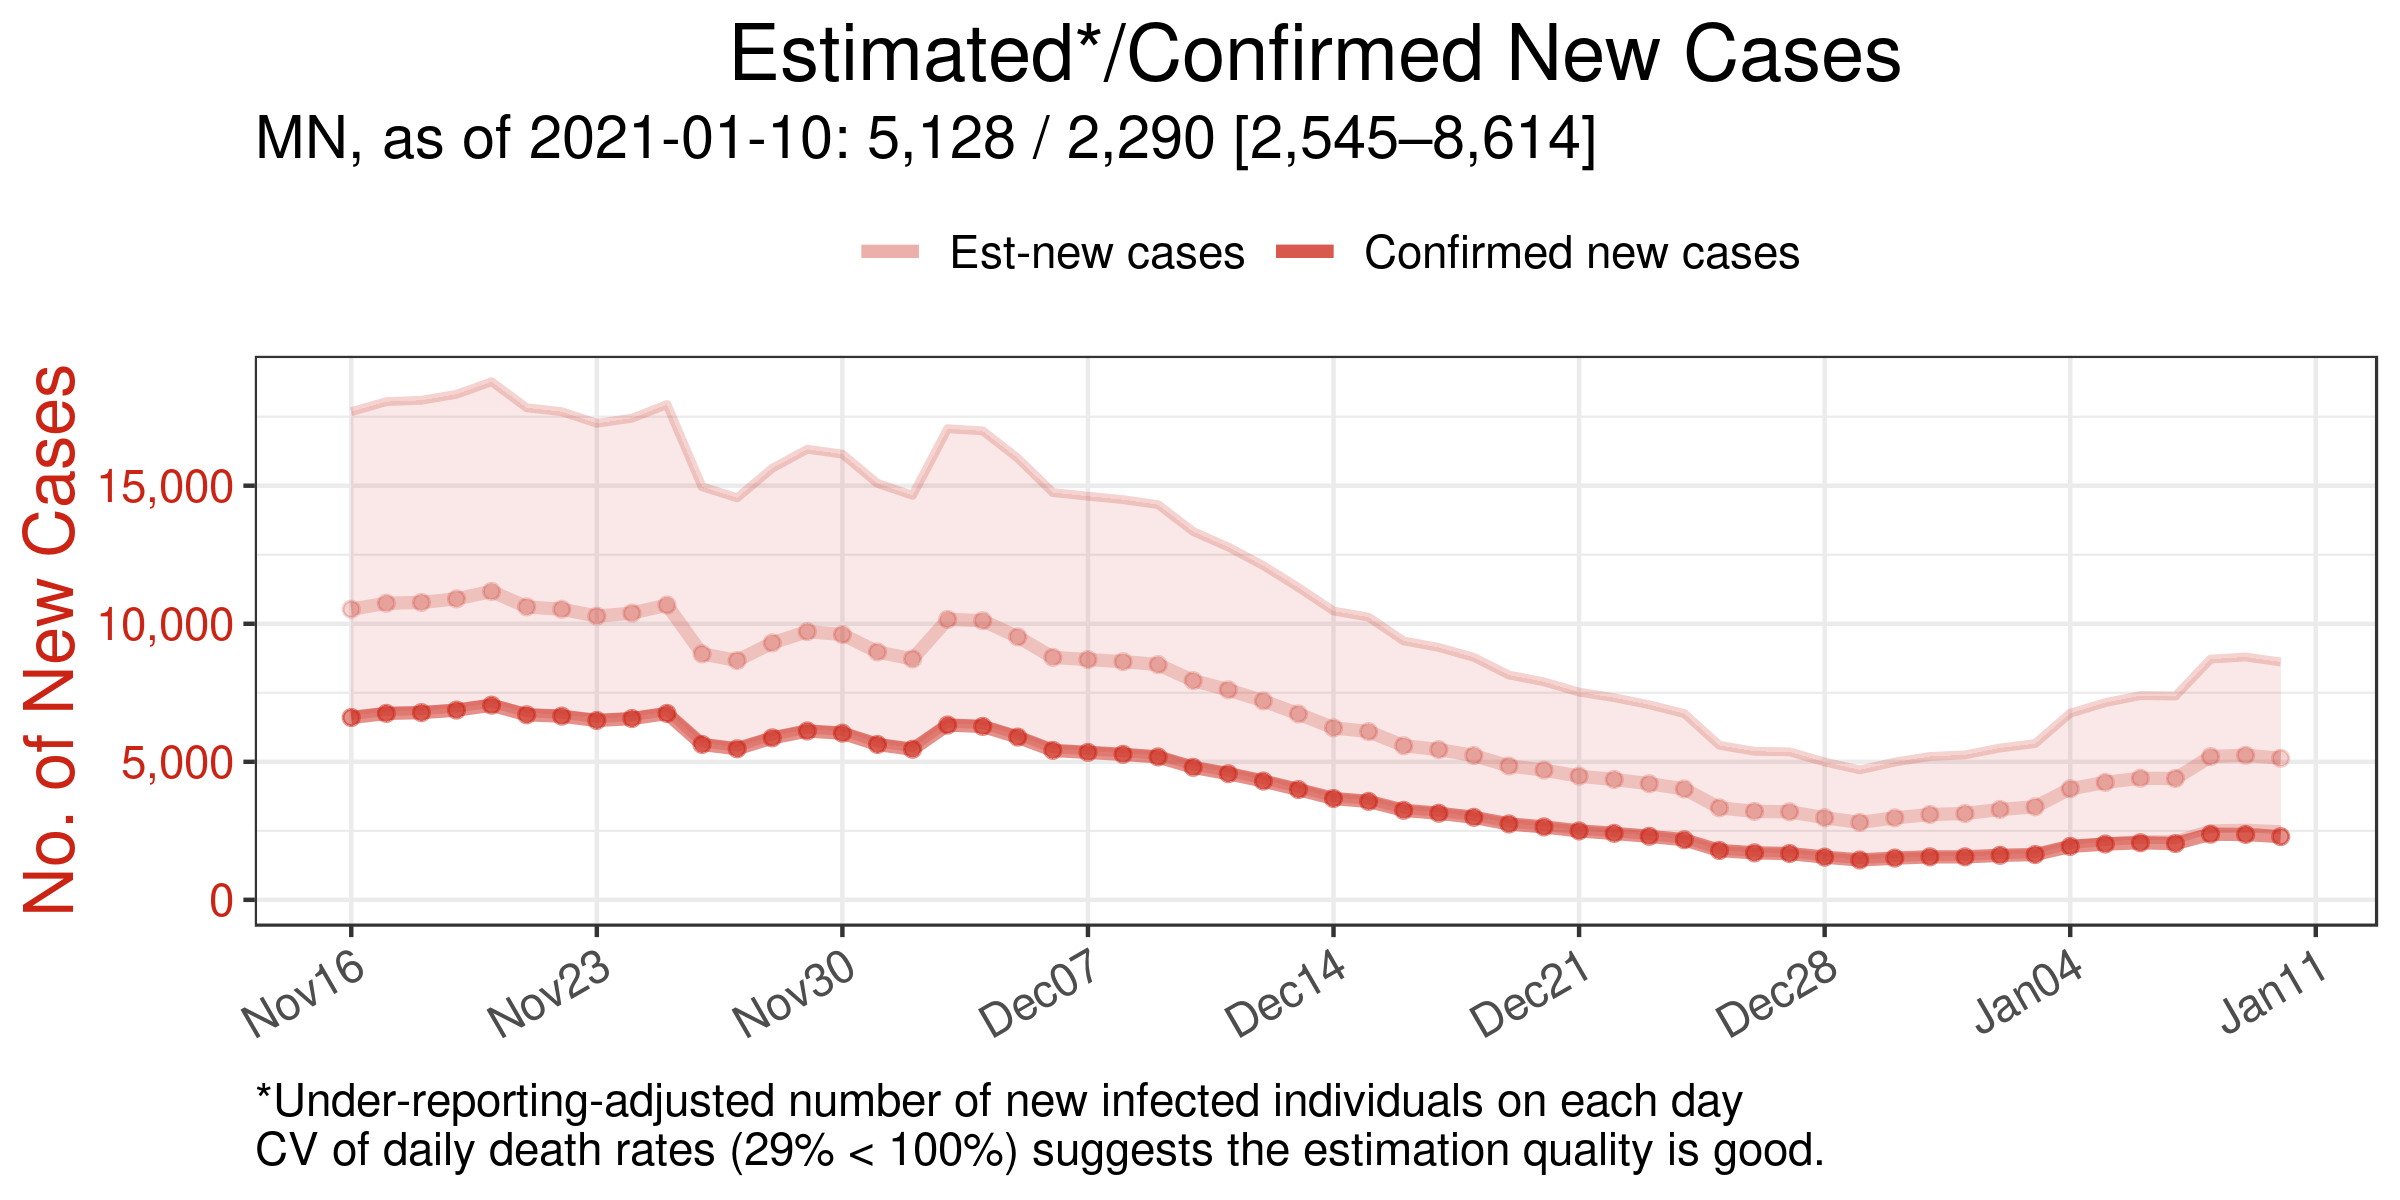 Estimated*/Confirmed New Cases
MN, as of 2021-01-10: 5,128 / 2,290 [2,545–8,614]
Est-new cases Confirmed new cases
No. of New Cases
15,000
10,000
5,000
0
Nov16 Nov23 Nov30 Dec07 Dec14 Dec21 Dec28 Jan04 Jan11
*Under-reporting-adjusted number of new infected individuals on each day
CV of daily death rates (29% < 100%) suggests the estimation quality is good.